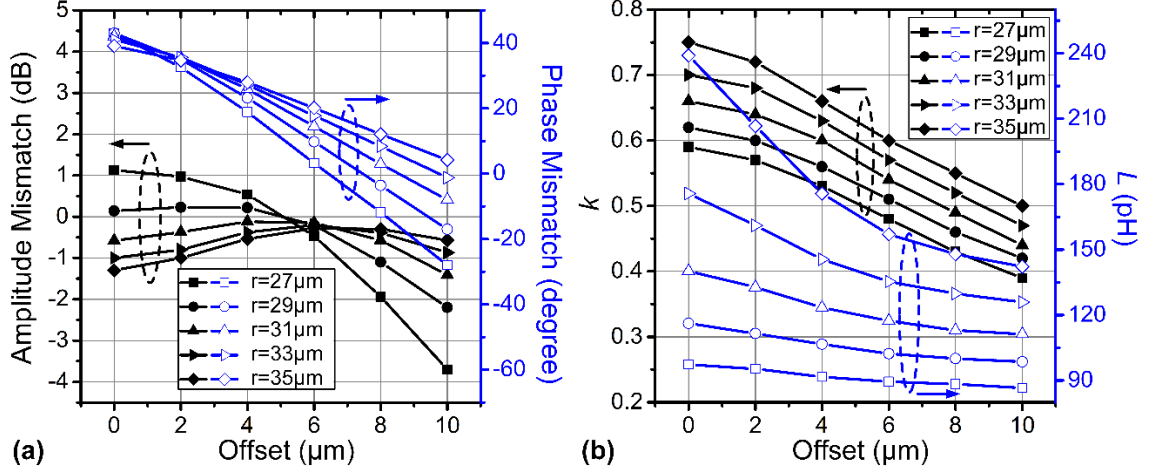 5
4
3
2
1
0
-1
-2
-3
-4
Amplitude Mismatch (dB)
40
20
0
-20
-30
-40
-60
Phase Mismatch (degree)
r=27μm
r=29μm
r=31μm
r=33μm
r=35μm
0 2 4 6 8 10
(a) Offset (μm)
0.8
0.7
0.6
0.5
0.4
0.3
0.2
k
240
210
180
150
120
90
L (pH)
r=27μm
r=29μm
r=31μm
r=33μm
r=35μm
0 2 4 6 8 10
(b) Offset (μm)